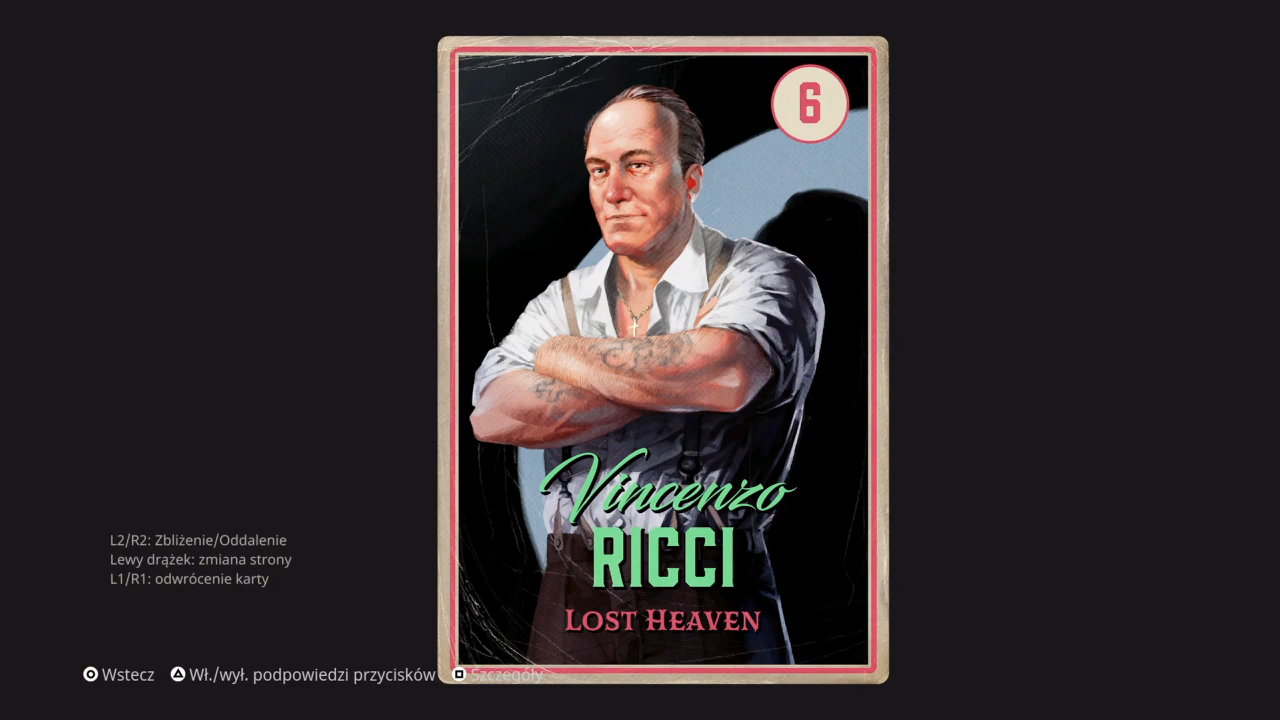 6
Vincenzo
RICCI
LOST HEAVEN
L2/R2: Zbliżenie/Oddalenie
Lewy drążek: zmiana strony
L1/R1: odwrócenie karty
Wstecz
Wł./wył. podpowiedzi przycisków
Szczegóły